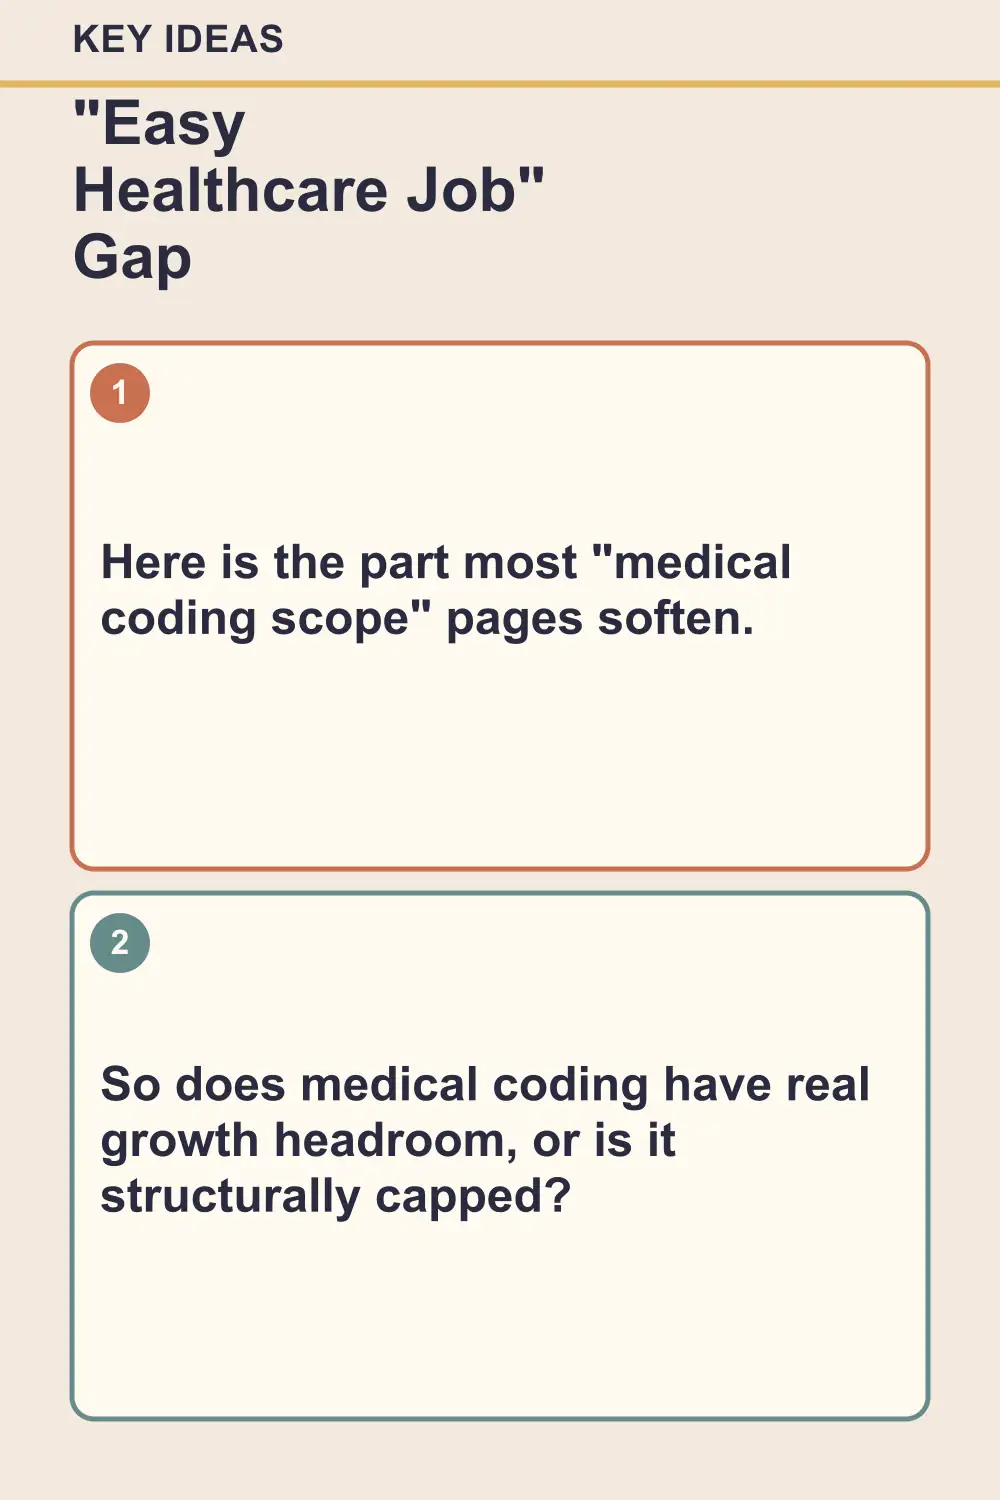 KEY IDEAS
"Easy
Healthcare Job"
Gap
1
Here is the part most "medical
coding scope" pages soften.
2
So does medical coding have real
growth headroom, or is it
structurally capped?